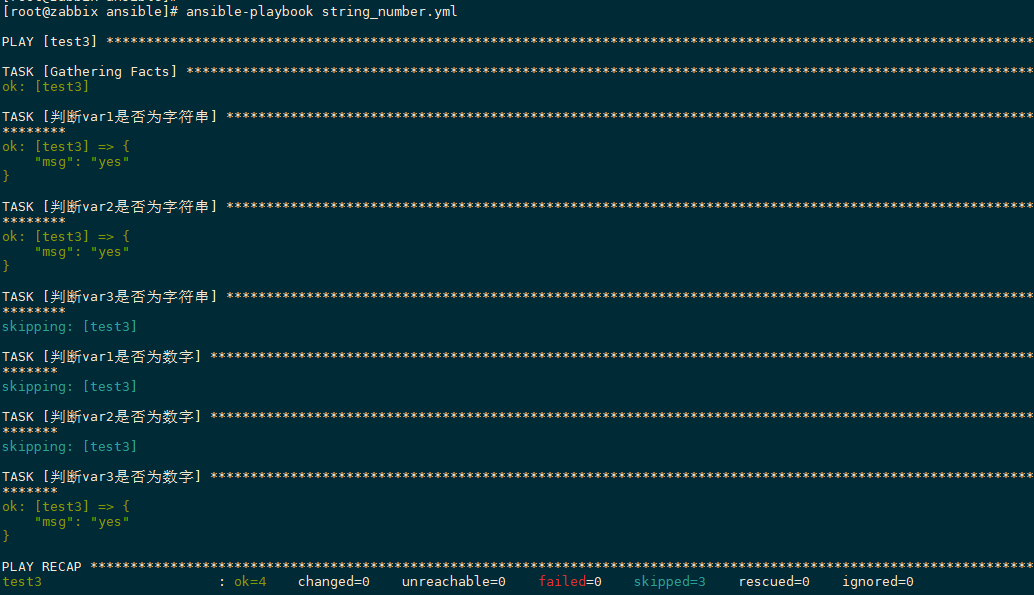 [root@zabbix ansible]# ansible-playbook string_number.yml
PLAY [test3] ********************************************************************************************************************
TASK [Gathering Facts] **********************************************************************************************************
ok: [test3]
TASK [判断var1是否为字符串] *****************************************************************************************************
********
ok: [test3] => {
    "msg": "yes"
}
TASK [判断var2是否为字符串] *****************************************************************************************************
********
ok: [test3] => {
    "msg": "yes"
}
TASK [判断var3是否为字符串] *****************************************************************************************************
********
skipping: [test3]
TASK [判断var1是否为数字] *******************************************************************************************************
*******
skipping: [test3]
TASK [判断var2是否为数字] *******************************************************************************************************
*******
skipping: [test3]
TASK [判断var3是否为数字] *******************************************************************************************************
*******
ok: [test3] => {
    "msg": "yes"
}
PLAY RECAP **********************************************************************************************************************
test3                      : ok=4    changed=0    unreachable=0    failed=0    skipped=3    rescued=0    ignored=0